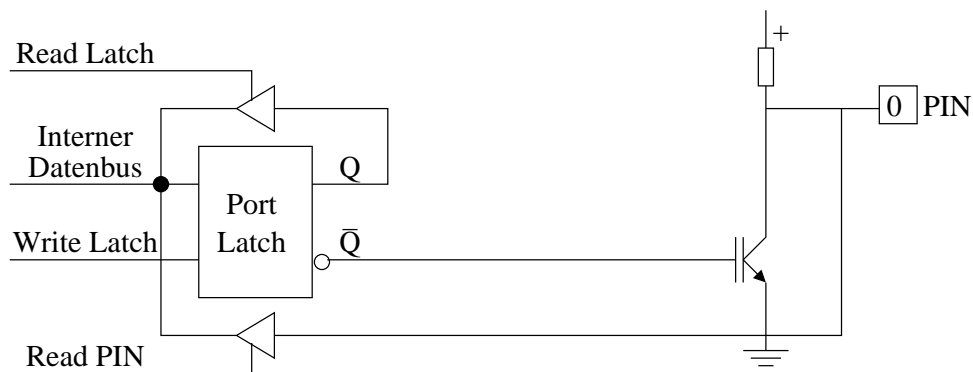 +
Read Latch
0 PIN
Interner
Datenbus
Q
Port
Latch
Write Latch
Q̅
Read PIN